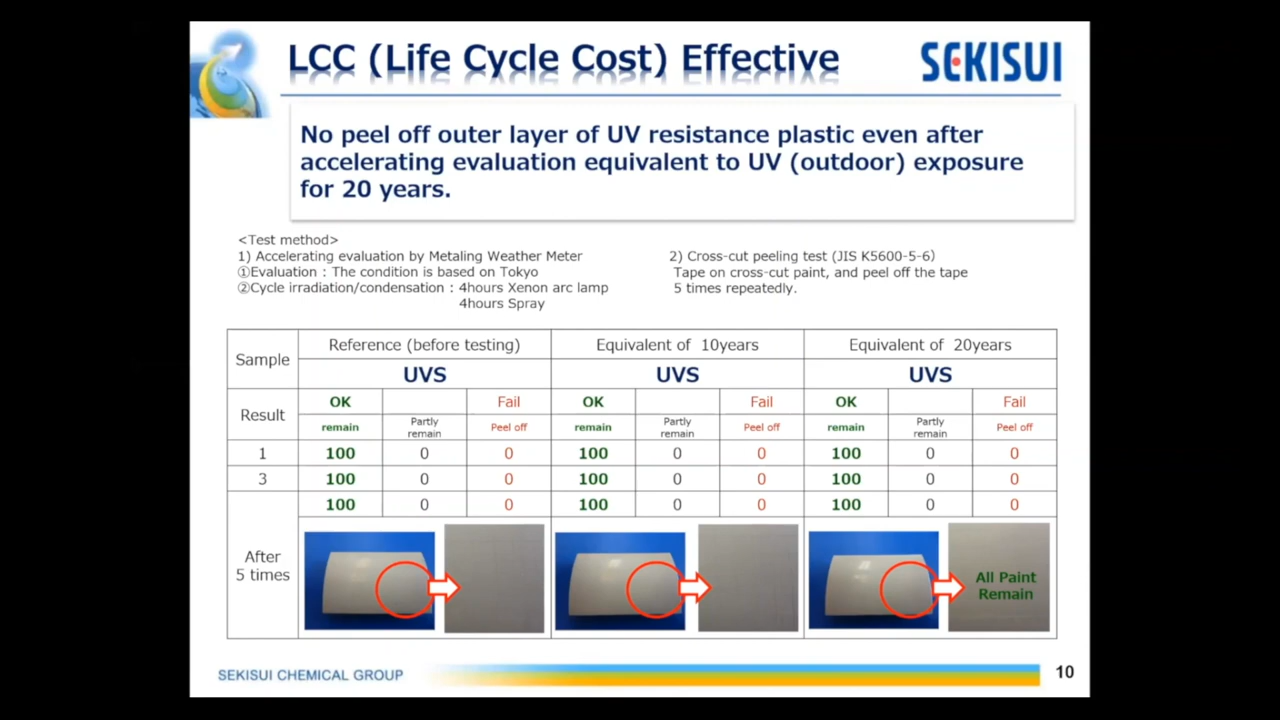 LCC (Life Cycle Cost) Effective
SEKISUI
No peel off outer layer of UV resistance plastic even after
accelerating evaluation equivalent to UV (outdoor) exposure
for 20 years.
<Test method>
1) Accelerating evaluation by Metaling Weather Meter
①Evaluation : The condition is based on Tokyo
②Cycle irradiation/condensation : 4hours Xenon arc lamp
4hours Spray
2) Cross-cut peeling test (JIS K5600-5-6)
Tape on cross-cut paint, and peel off the tape
5 times repeatedly.
Sample Reference (before testing) Equivalent of 10years Equivalent of 20years
UVS UVS UVS
Result OK Fail OK Fail OK Fail
remain Partly remain Peel off remain Partly remain Peel off remain Partly remain Peel off
1 100 0 0 100 0 0 100 0 0
3 100 0 0 100 0 0 100 0 0
After 5 times 100 0 0 100 0 0 100 0 0
All Paint
Remain
SEKISUI CHEMICAL GROUP
10